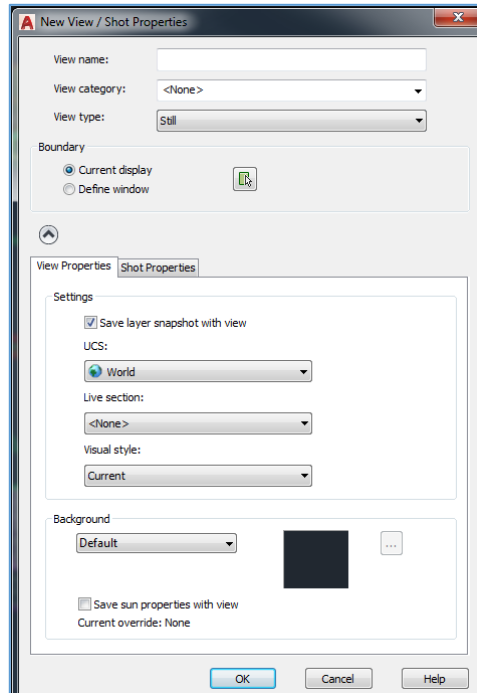 A New View / Shot Properties
View name:
View category: <None>
View type: Still
Boundary
Current display
Define window
View Properties Shot Properties
Settings
Save layer snapshot with view
UCS:
World
Live section:
<None>
Visual style:
Current
Background
Default
...
Save sun properties with view
Current override: None
OK Cancel Help